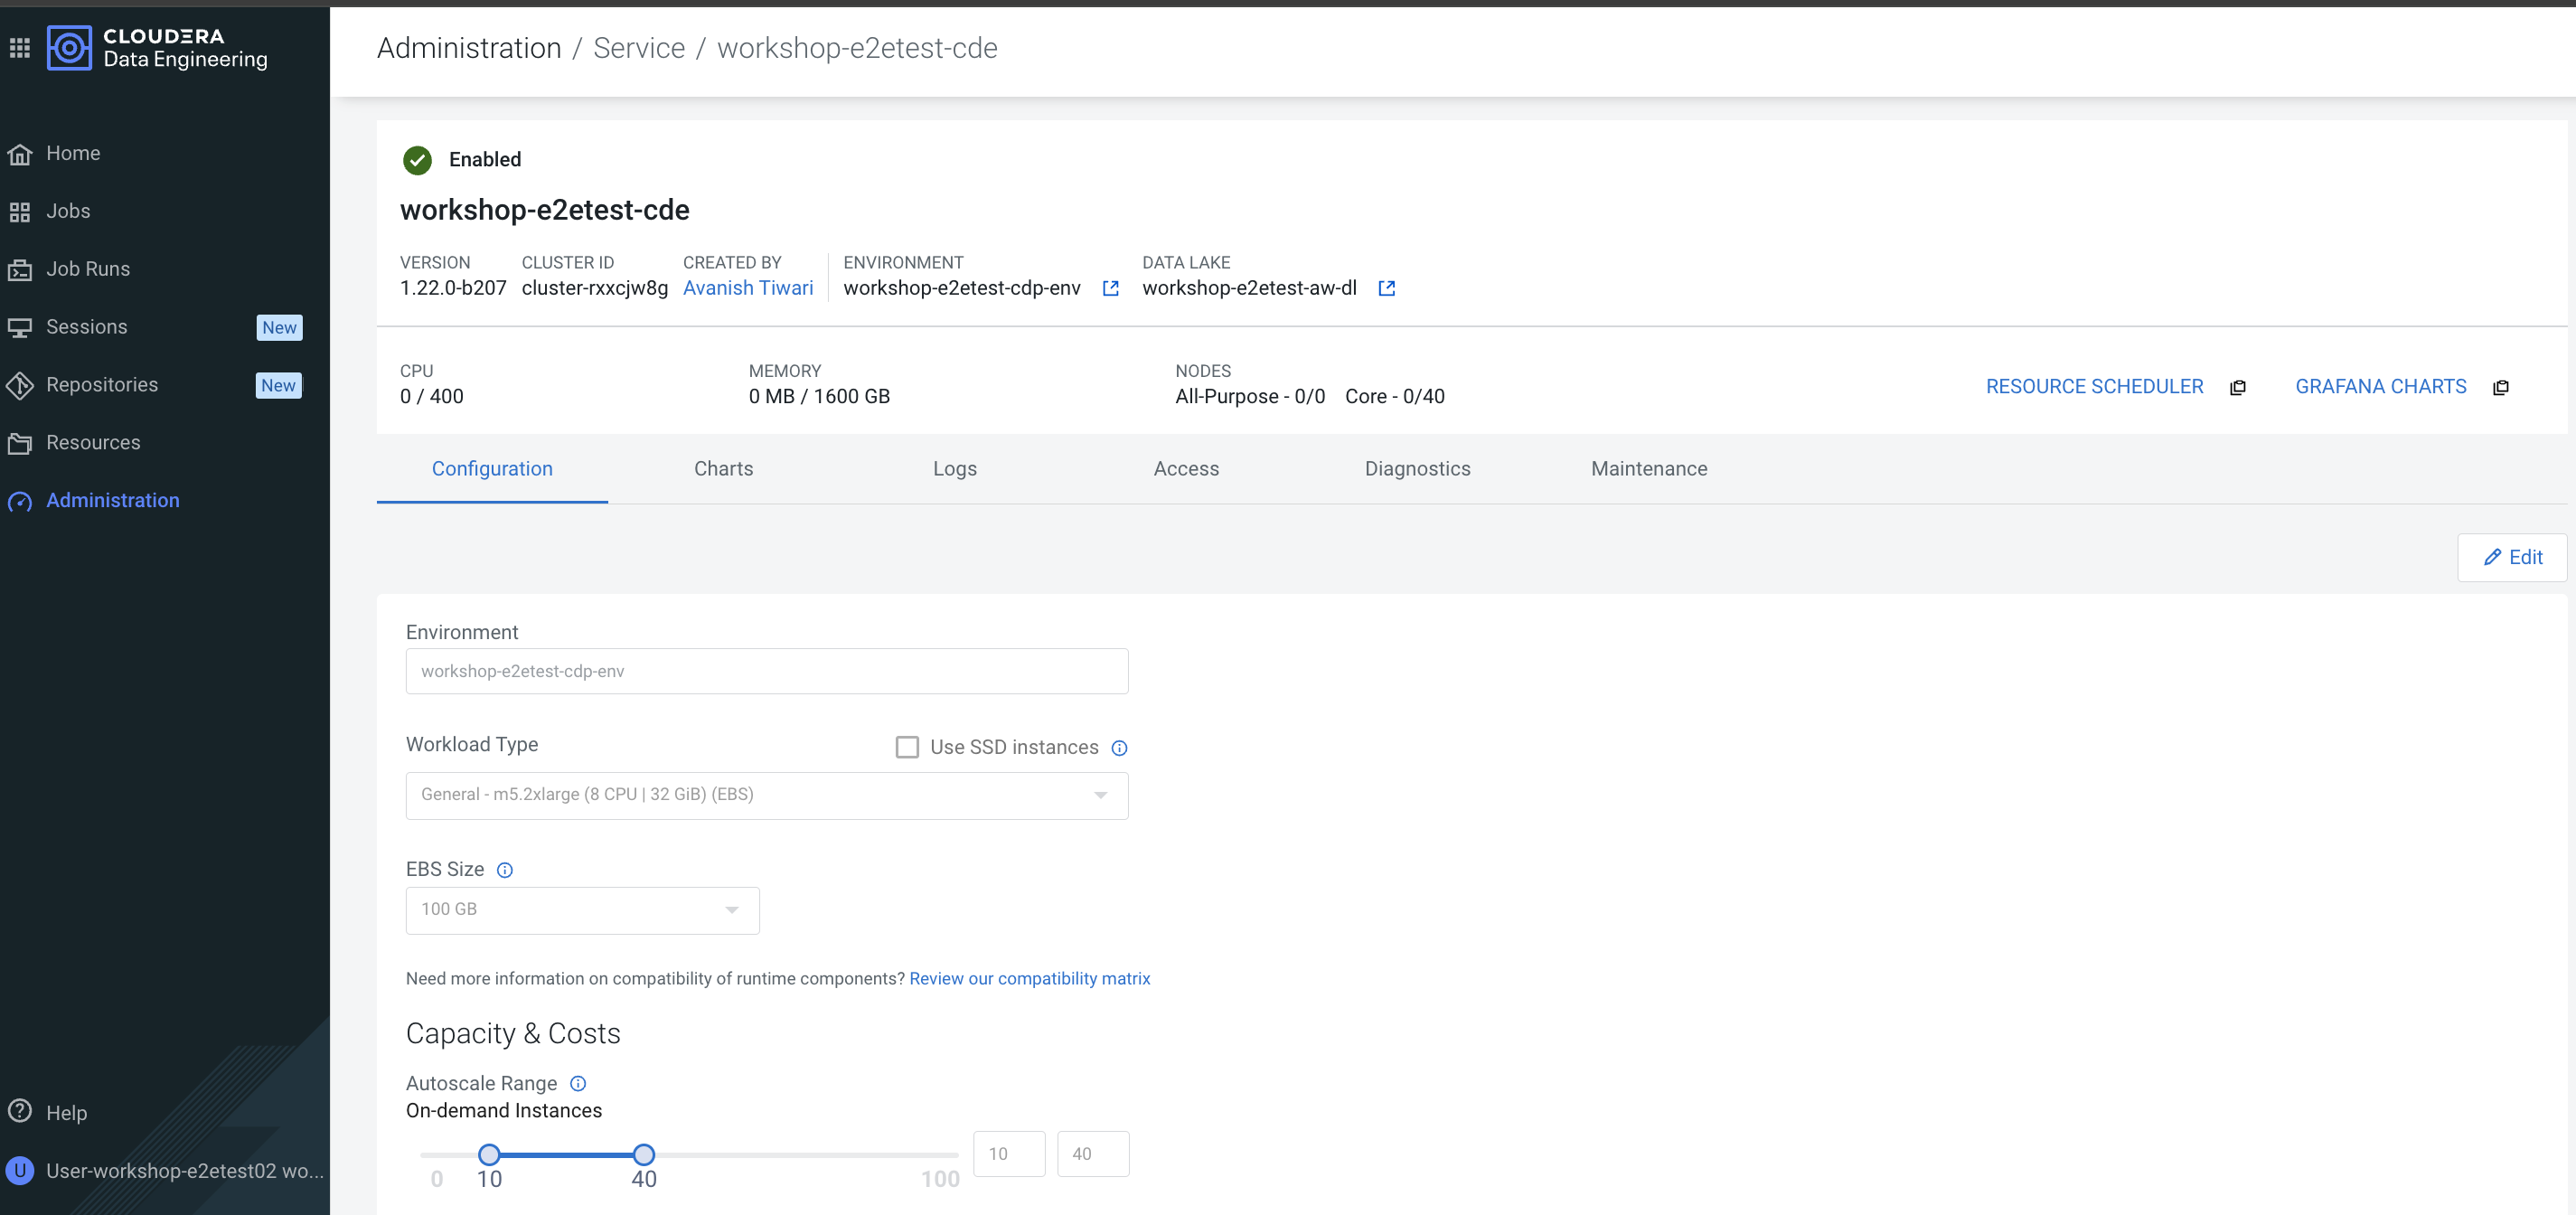 CLOUDERA
Data Engineering
Home
Jobs
Job Runs
Sessions New
Repositories New
Resources
Administration
Help
U User-workshop-e2etest02 wo...
Administration / Service / workshop-e2etest-cde
Enabled
workshop-e2etest-cde
VERSION CLUSTER ID CREATED BY ENVIRONMENT DATA LAKE
1.22.0-b207 cluster-rxxcjw8g Avanish Tiwari workshop-e2etest-cdp-env workshop-e2etest-aw-dl
CPU MEMORY NODES
0 / 400 0 MB / 1600 GB All-Purpose - 0/0 Core - 0/40
RESOURCE SCHEDULER GRAFANA CHARTS
Configuration Charts Logs Access Diagnostics Maintenance
Edit
Environment
workshop-e2etest-cdp-env
Workload Type Use SSD instances
General - m5.2xlarge (8 CPU | 32 GiB) (EBS)
EBS Size
100 GB
Need more information on compatibility of runtime components? Review our compatibility matrix
Capacity & Costs
Autoscale Range
On-demand Instances
10 40
0 10 40 100